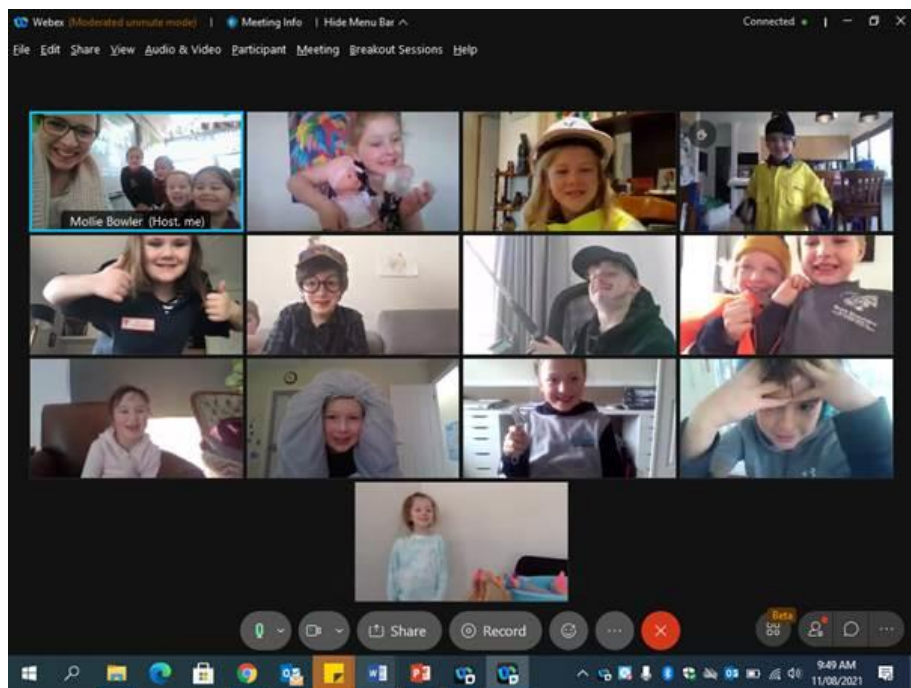 Webex (Moderated unmute mode) | Meeting Info | Hide Menu Bar
Connected
File Edit Share View Audio & Video Participant Meeting Breakout Sessions Help
Mollie Bowler (Host, me)
Share
Record
Beta
9:49 AM
11/08/2021